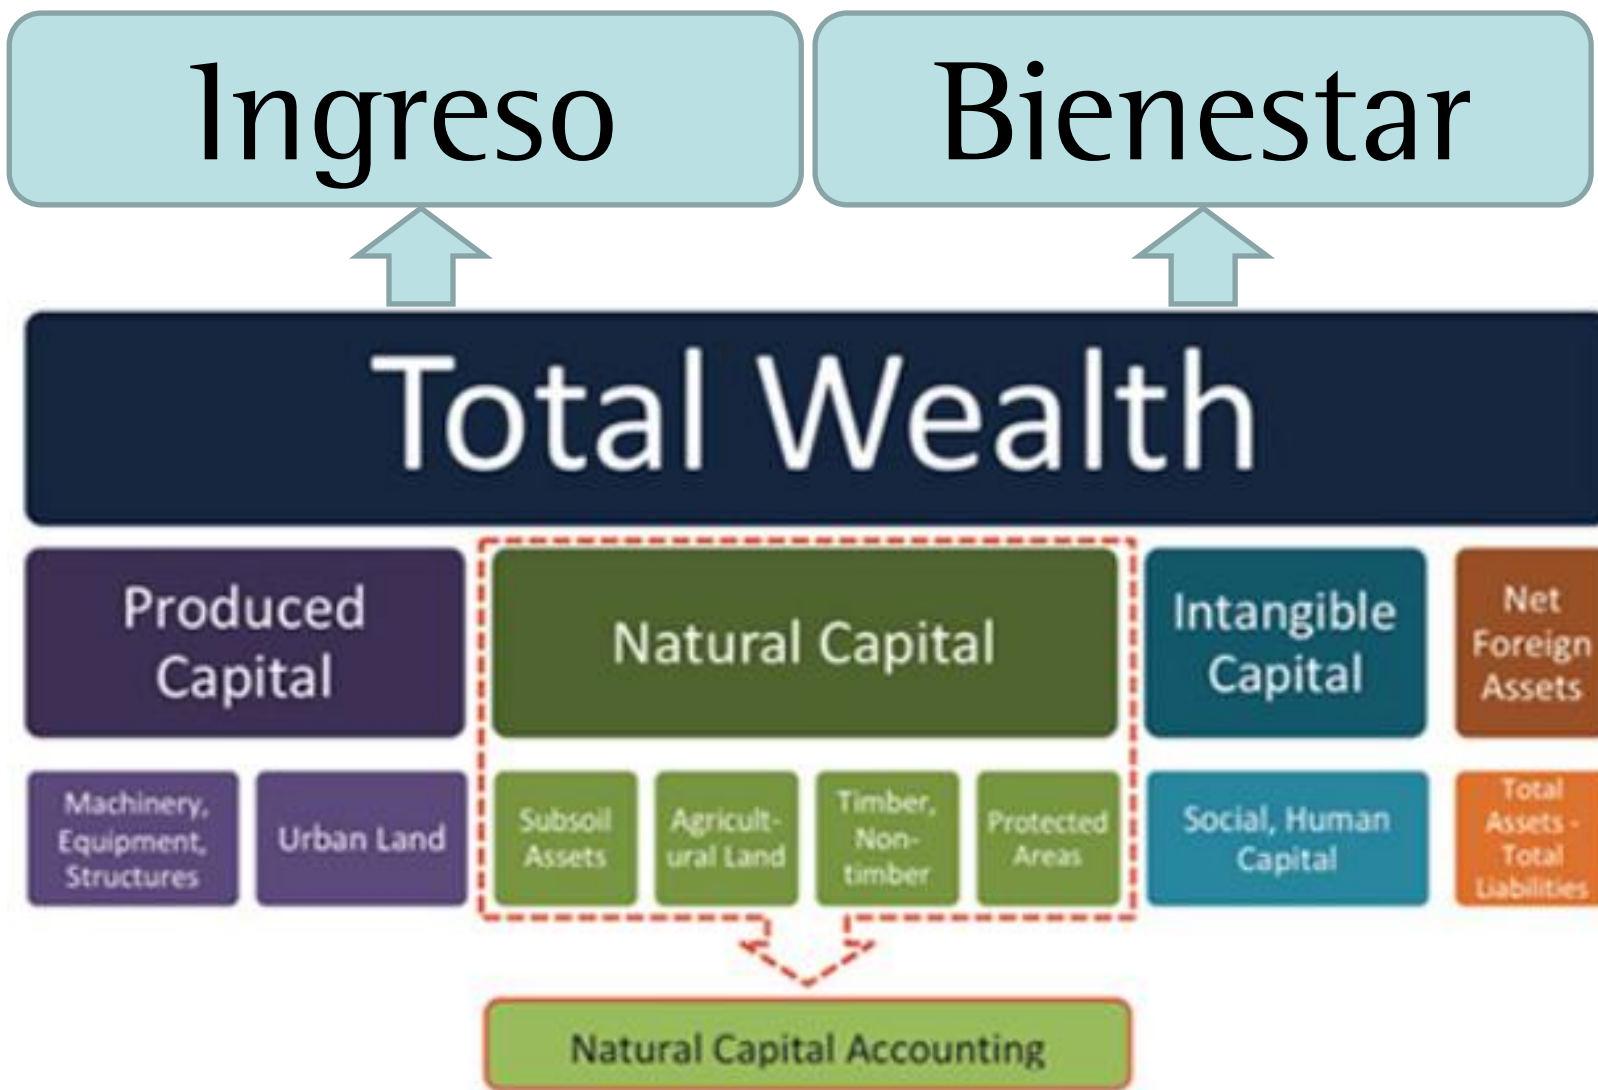 Ingreso
Bienestar
Total Wealth
Produced
Capital
Natural Capital
Intangible
Capital
Net
Foreign
Assets
Machinery,
Equipment,
Structures
Urban Land
Subsoil
Assets
Agricult-
ural Land
Timber,
Non-
timber
Protected
Areas
Social, Human
Capital
Total
Assets -
Total
Liabilities
Natural Capital Accounting